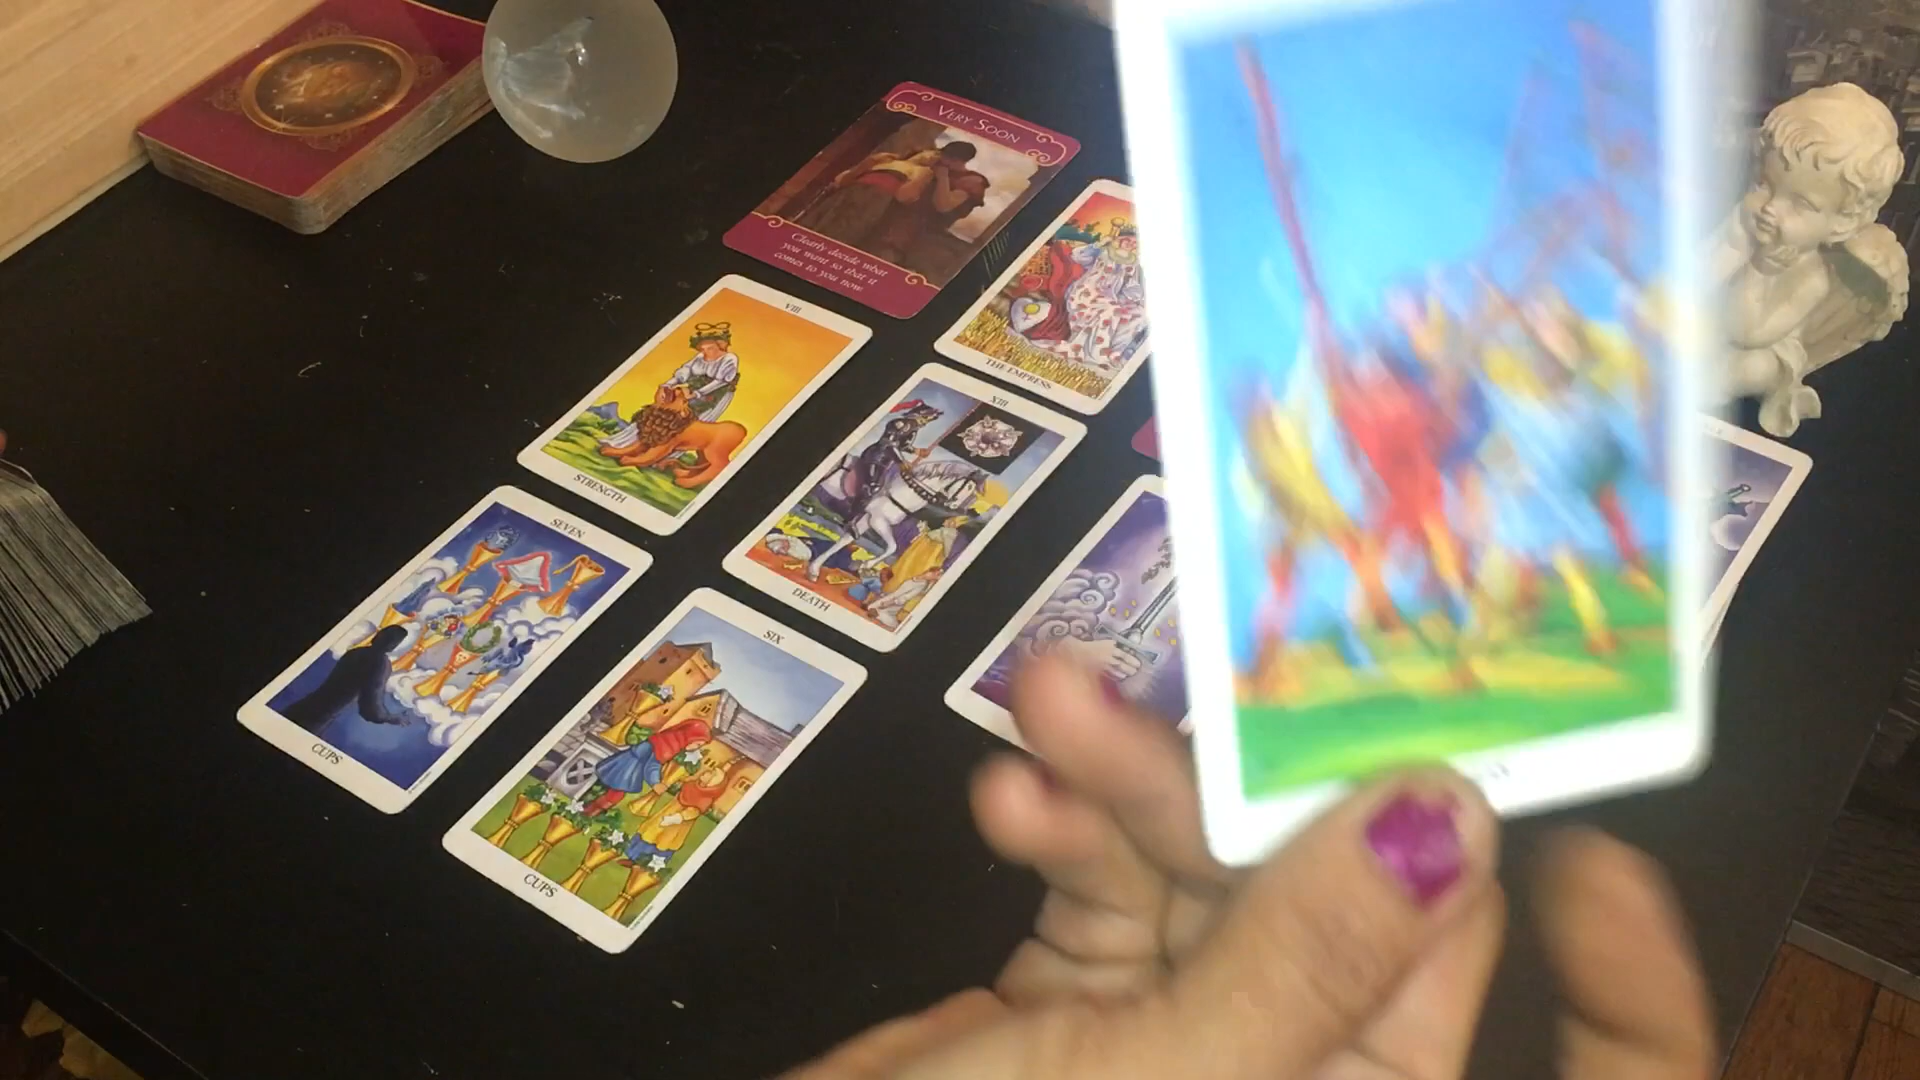 VERY SOON
Clearly decide what
you want so that it
comes to you now
THE EMPRESS
VIII
STRENGTH
XIII
DEATH
SEVEN
CUPS
SIX
CUPS